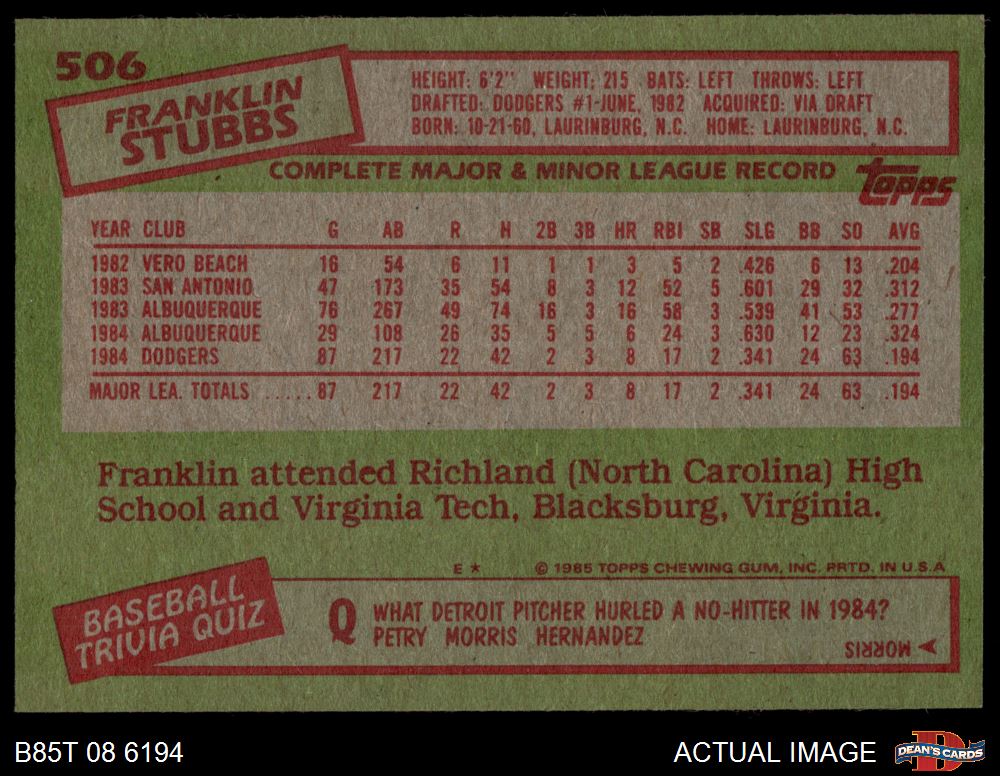 506
FRANKLIN
STUBBS
HEIGHT: 6'2" WEIGHT: 215 BATS: LEFT THROWS: LEFT
DRAFTED: DODGERS #1-JUNE, 1982 ACQUIRED: VIA DRAFT
BORN: 10-21-60, LAURINBURG, N.C. HOME: LAURINBURG, N.C.
COMPLETE MAJOR & MINOR LEAGUE RECORD
topps
YEAR CLUB G AB R H 2B 3B HR RBI SB SLG BB SO AVG
1982 VERO BEACH 16 54 6 11 1 1 3 5 2 .426 6 13 .204
1983 SAN ANTONIO 47 173 35 54 8 3 12 52 5 .601 29 32 .312
1983 ALBUQUERQUE 76 267 49 74 16 3 16 58 3 .539 41 53 .277
1984 ALBUQUERQUE 29 108 26 35 5 5 6 24 3 .630 12 23 .324
1984 DODGERS 87 217 22 42 2 3 8 17 2 .341 24 63 .194
MAJOR LEA. TOTALS ..... 87 217 22 42 2 3 8 17 2 .341 24 63 .194
Franklin attended Richland (North Carolina) High
School and Virginia Tech, Blacksburg, Virginia.
E * © 1985 TOPPS CHEWING GUM, INC. PRTD. IN U.S.A
BASEBALL
TRIVIA QUIZ
Q WHAT DETROIT PITCHER HURLED A NO-HITTER IN 1984?
PETRY MORRIS HERNANDEZ
MORRIS
B85T 08 6194
ACTUAL IMAGE
DEAN'S CARDS